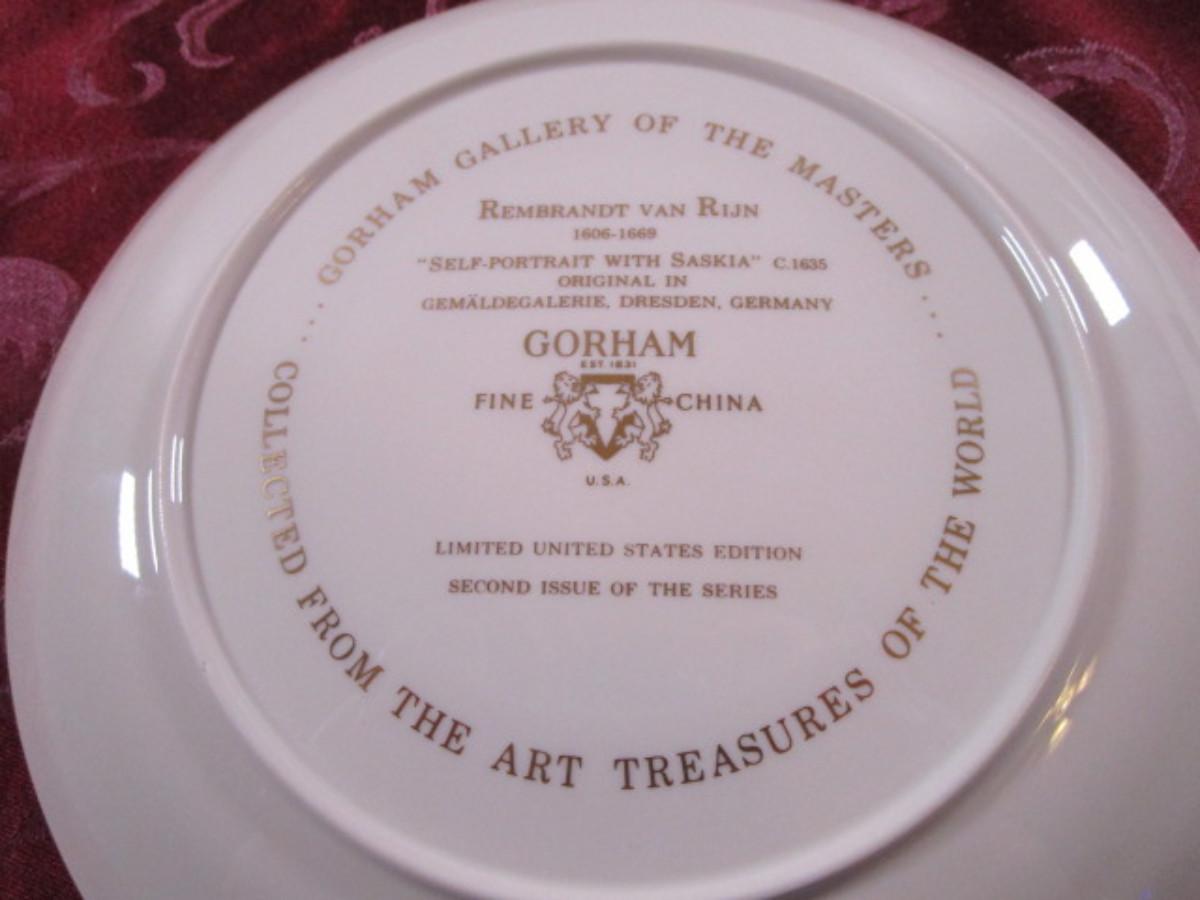 GORHAM GALLERY OF THE MASTERS
REMBRANDT VAN RIJN
1606-1669
"SELF-PORTRAIT WITH SASKIA" C.1635
ORIGINAL IN
GEMÄLDEGALERIE, DRESDEN, GERMANY
GORHAM
EST. 1831
FINE CHINA
U.S.A.
LIMITED UNITED STATES EDITION
SECOND ISSUE OF THE SERIES
... COLLECTED FROM THE ART TREASURES OF THE WORLD ...